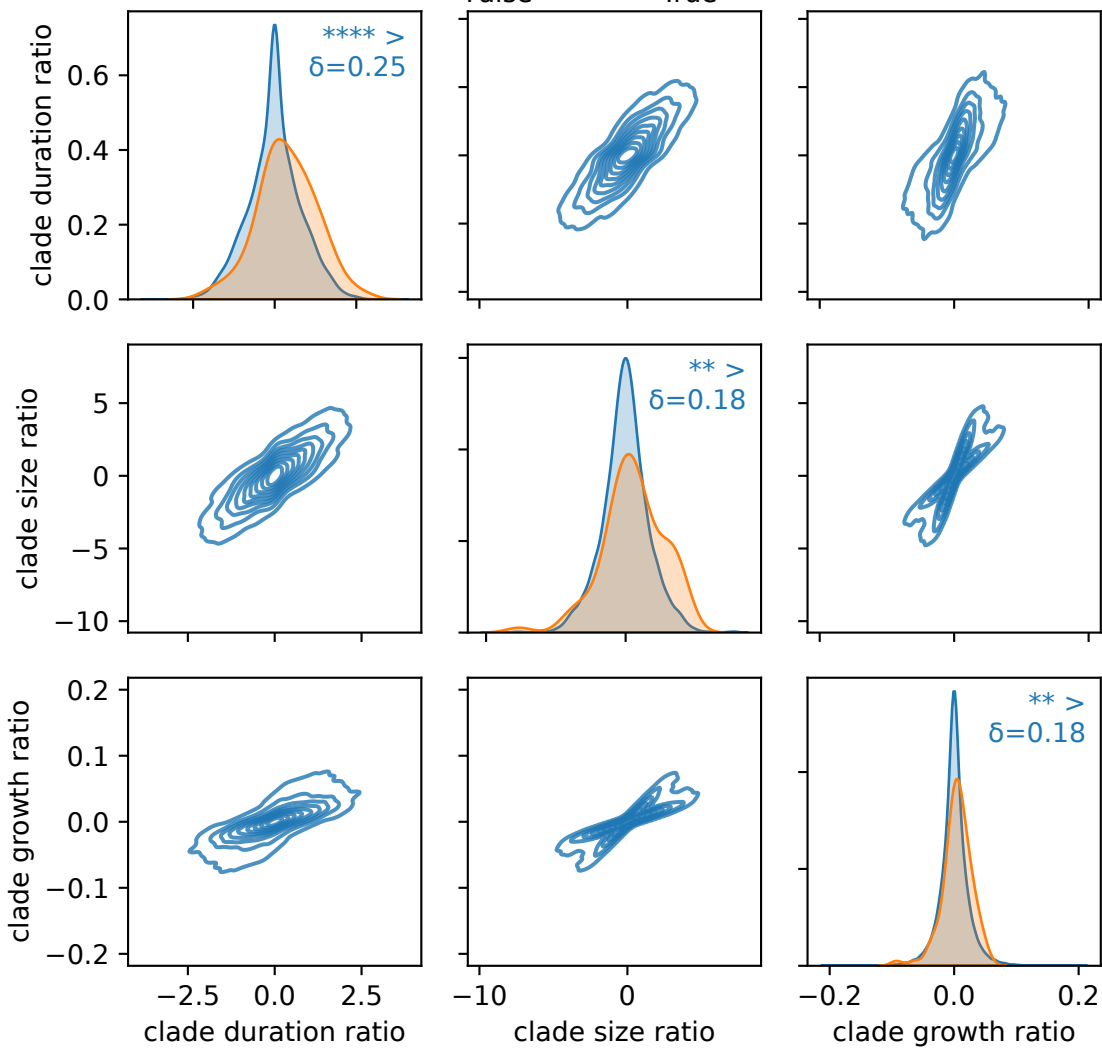 False True
clade duration ratio
0.6
0.4
0.2
0.0
**** >
δ=0.25
clade size ratio
5
0
−5
−10
** >
δ=0.18
clade growth ratio
0.2
0.1
0.0
−0.1
−0.2
** >
δ=0.18
−2.5 0.0 2.5
−10 0
−0.2 0.0 0.2
clade duration ratio
clade size ratio
clade growth ratio